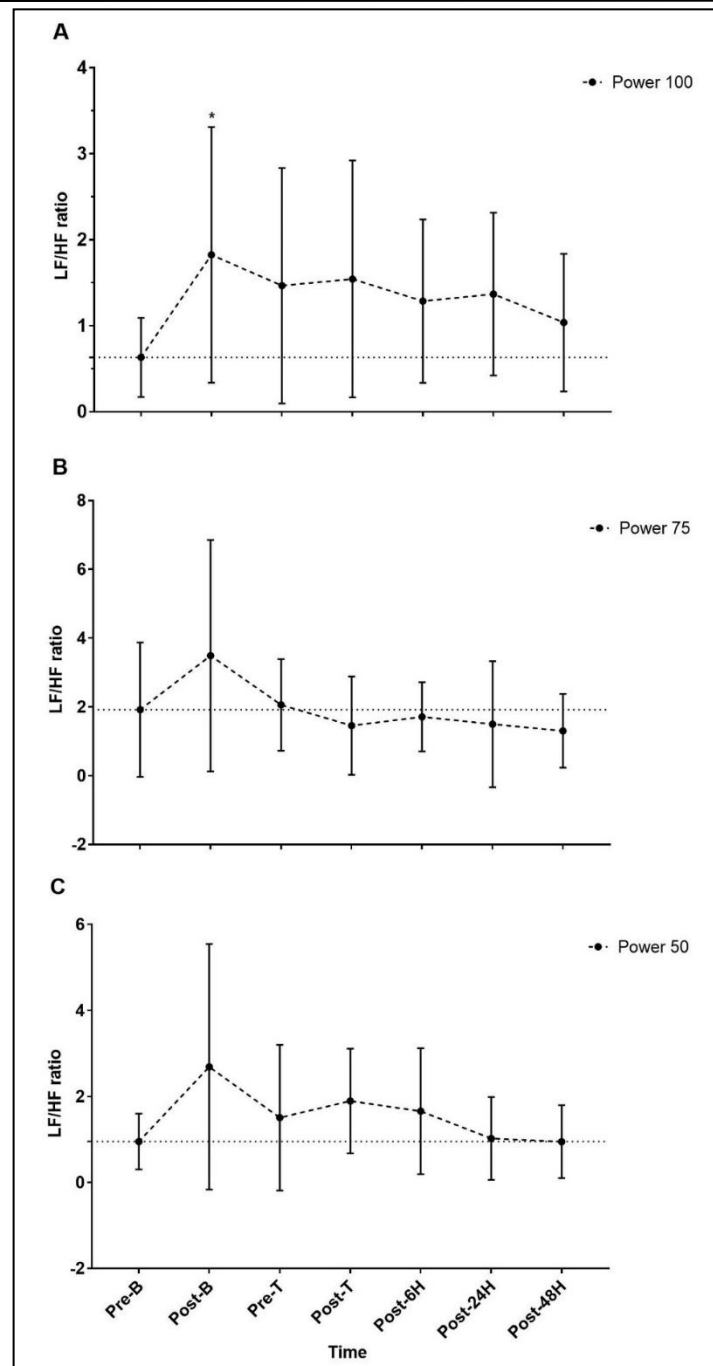 A
4
3
2
1
0
LF/HF ratio
Power 100
*
B
8
6
4
2
0
-2
LF/HF ratio
Power 75
C
6
4
2
0
-2
LF/HF ratio
Power 50
Pre-B
Post-B
Pre-T
Post-T
Post-6H
Post-24H
Post-48H
Time